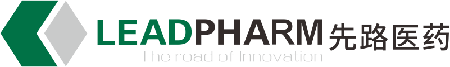 LEADPHARM 先路医药
The road of Innovation